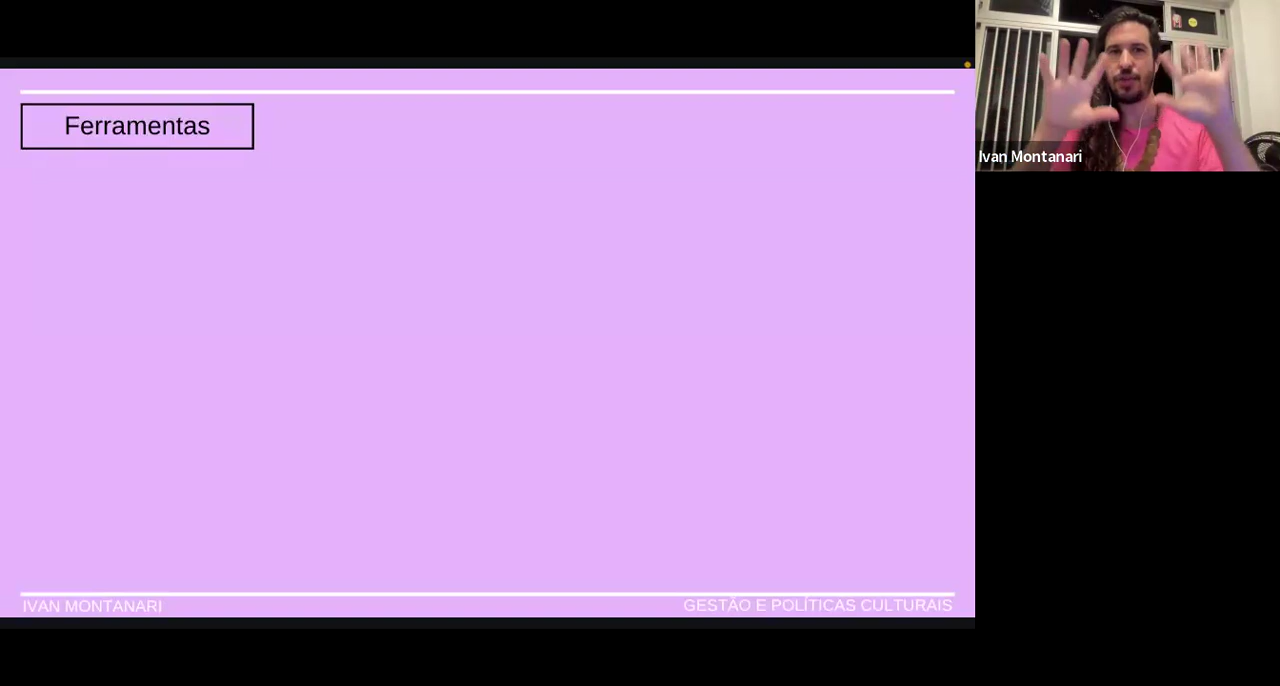 Ferramentas
IVAN MONTANARI
GESTÃO E POLÍTICAS CULTURAIS
Ivan Montanari